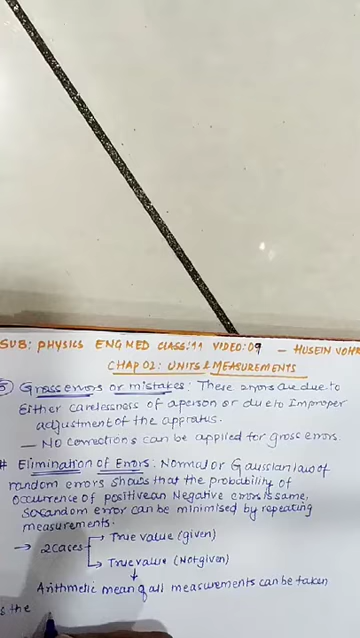 SUB: PHYSICS ENG MED CLASS:11 VIDEO:09 - HUSEIN VOHR
CHAP 02: UNITS & MEASUREMENTS
5) Gross errors or mistakes: These errors are due to
Either carelessness of a person or due to Improper
adjustment of the appratus.
- No corrections can be applied for gross errors.
# Elimination of Errors: Normal or Gaussian law of
random errors shows that the probability of
occurrence of positive an Negative errors is same,
So random error can be minimised by repeating
measurements.
→ 2 cases → True value (given)
→ True value (Not given)
↓
Arithmetic mean of all measurements can be taken
s the